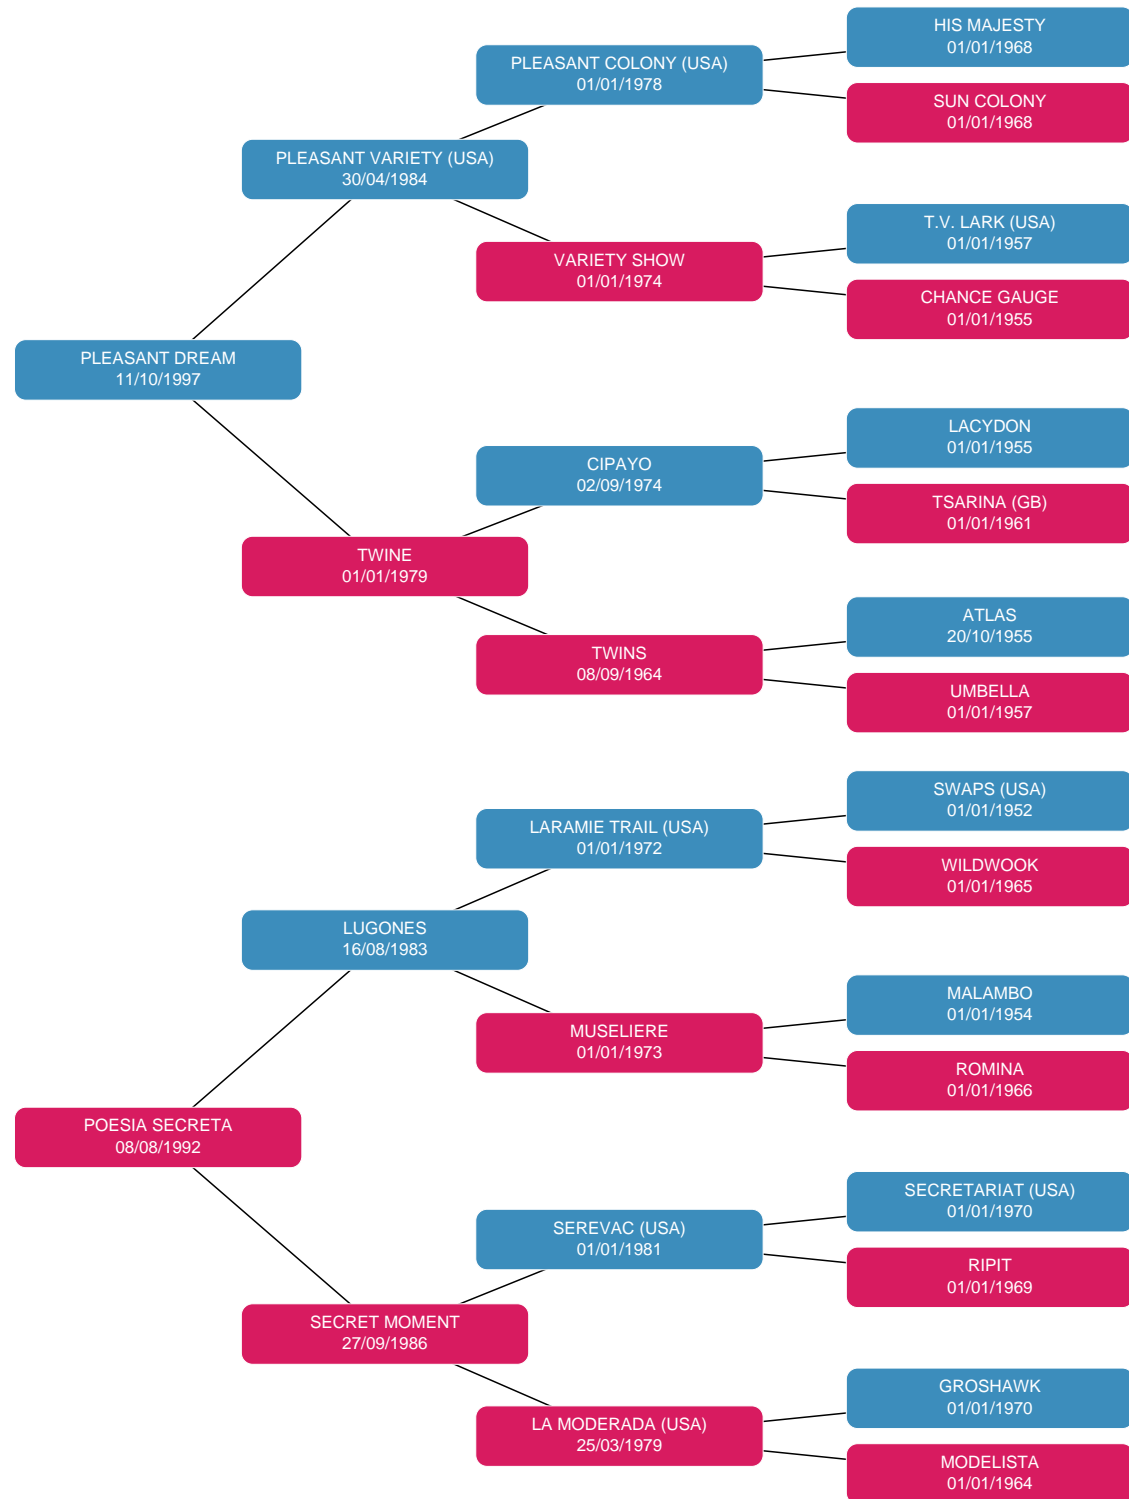 HIS MAJESTY
01/01/1968
PLEASANT COLONY (USA)
01/01/1978
SUN COLONY
01/01/1968
PLEASANT VARIETY (USA)
30/04/1984
T.V. LARK (USA)
01/01/1957
VARIETY SHOW
01/01/1974
CHANCE GAUGE
01/01/1955
PLEASANT DREAM
11/10/1997
LACYDON
01/01/1955
CIPAYO
02/09/1974
TSARINA (GB)
01/01/1961
TWINE
01/01/1979
ATLAS
20/10/1955
TWINS
08/09/1964
UMBELLA
01/01/1957
SWAPS (USA)
01/01/1952
LARAMIE TRAIL (USA)
01/01/1972
WILDWOOK
01/01/1965
LUGONES
16/08/1983
MALAMBO
01/01/1954
MUSELIERE
01/01/1973
ROMINA
01/01/1966
POESIA SECRETA
08/08/1992
SECRETARIAT (USA)
01/01/1970
SEREVAC (USA)
01/01/1981
RIPIT
01/01/1969
SECRET MOMENT
27/09/1986
GROSHAWK
01/01/1970
LA MODERADA (USA)
25/03/1979
MODELISTA
01/01/1964